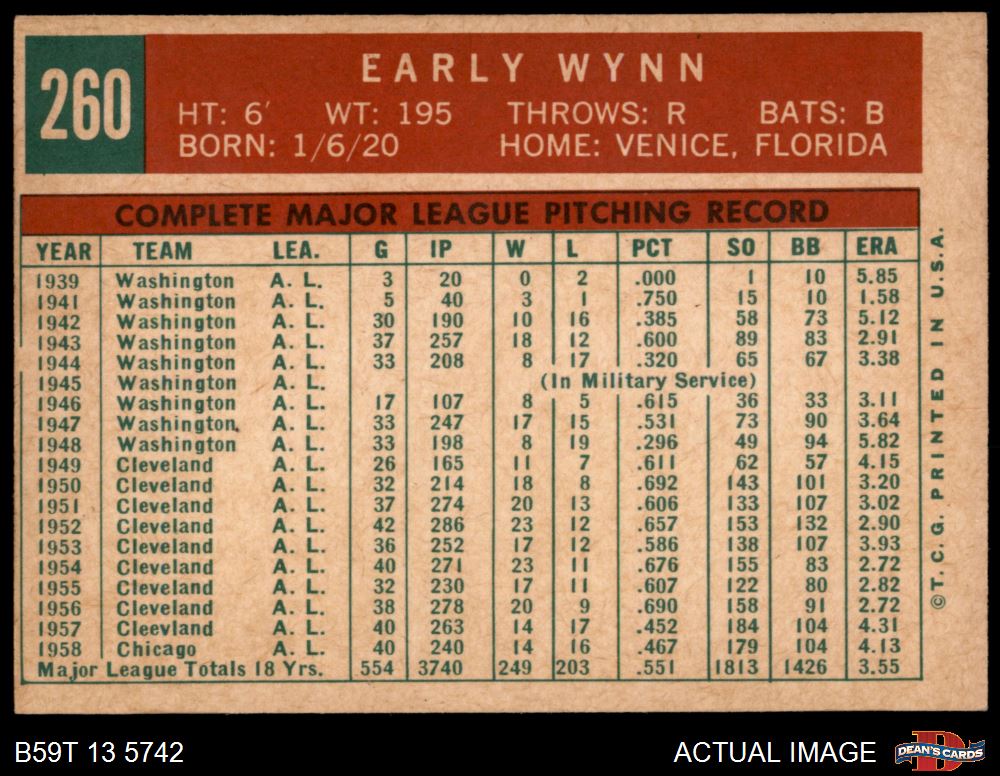 260
EARLY WYNN
HT: 6' WT: 195 THROWS: R BATS: B
BORN: 1/6/20 HOME: VENICE, FLORIDA
COMPLETE MAJOR LEAGUE PITCHING RECORD
YEAR TEAM LEA. G IP W L PCT SO BB ERA
1939 Washington A. L. 3 20 0 2 .000 1 10 5.85
1941 Washington A. L. 5 40 3 1 .750 15 10 1.58
1942 Washington A. L. 30 190 10 16 .385 58 73 5.12
1943 Washington A. L. 37 257 18 12 .600 89 83 2.91
1944 Washington A. L. 33 208 8 17 .320 65 67 3.38
1945 Washington A. L. (In Military Service)
1946 Washington A. L. 17 107 8 5 .615 36 33 3.11
1947 Washington A. L. 33 247 17 15 .531 73 90 3.64
1948 Washington A. L. 33 198 8 19 .296 49 94 5.82
1949 Cleveland A. L. 26 165 11 7 .611 62 57 4.15
1950 Cleveland A. L. 32 214 18 8 .692 143 101 3.20
1951 Cleveland A. L. 37 274 20 13 .606 133 107 3.02
1952 Cleveland A. L. 42 286 23 12 .657 153 132 2.90
1953 Cleveland A. L. 36 252 17 12 .586 138 107 3.93
1954 Cleveland A. L. 40 271 23 11 .676 155 83 2.72
1955 Cleveland A. L. 32 230 17 11 .607 122 80 2.82
1956 Cleveland A. L. 38 278 20 9 .690 158 91 2.72
1957 Cleevland A. L. 40 263 14 17 .452 184 104 4.31
1958 Chicago A. L. 40 240 14 16 .467 179 104 4.13
Major League Totals 18 Yrs. 554 3740 249 203 .551 1813 1426 3.55
©T. C. G. PRINTED IN U.S.A.
B59T 13 5742
ACTUAL IMAGE
D
DEAN'S CARDS